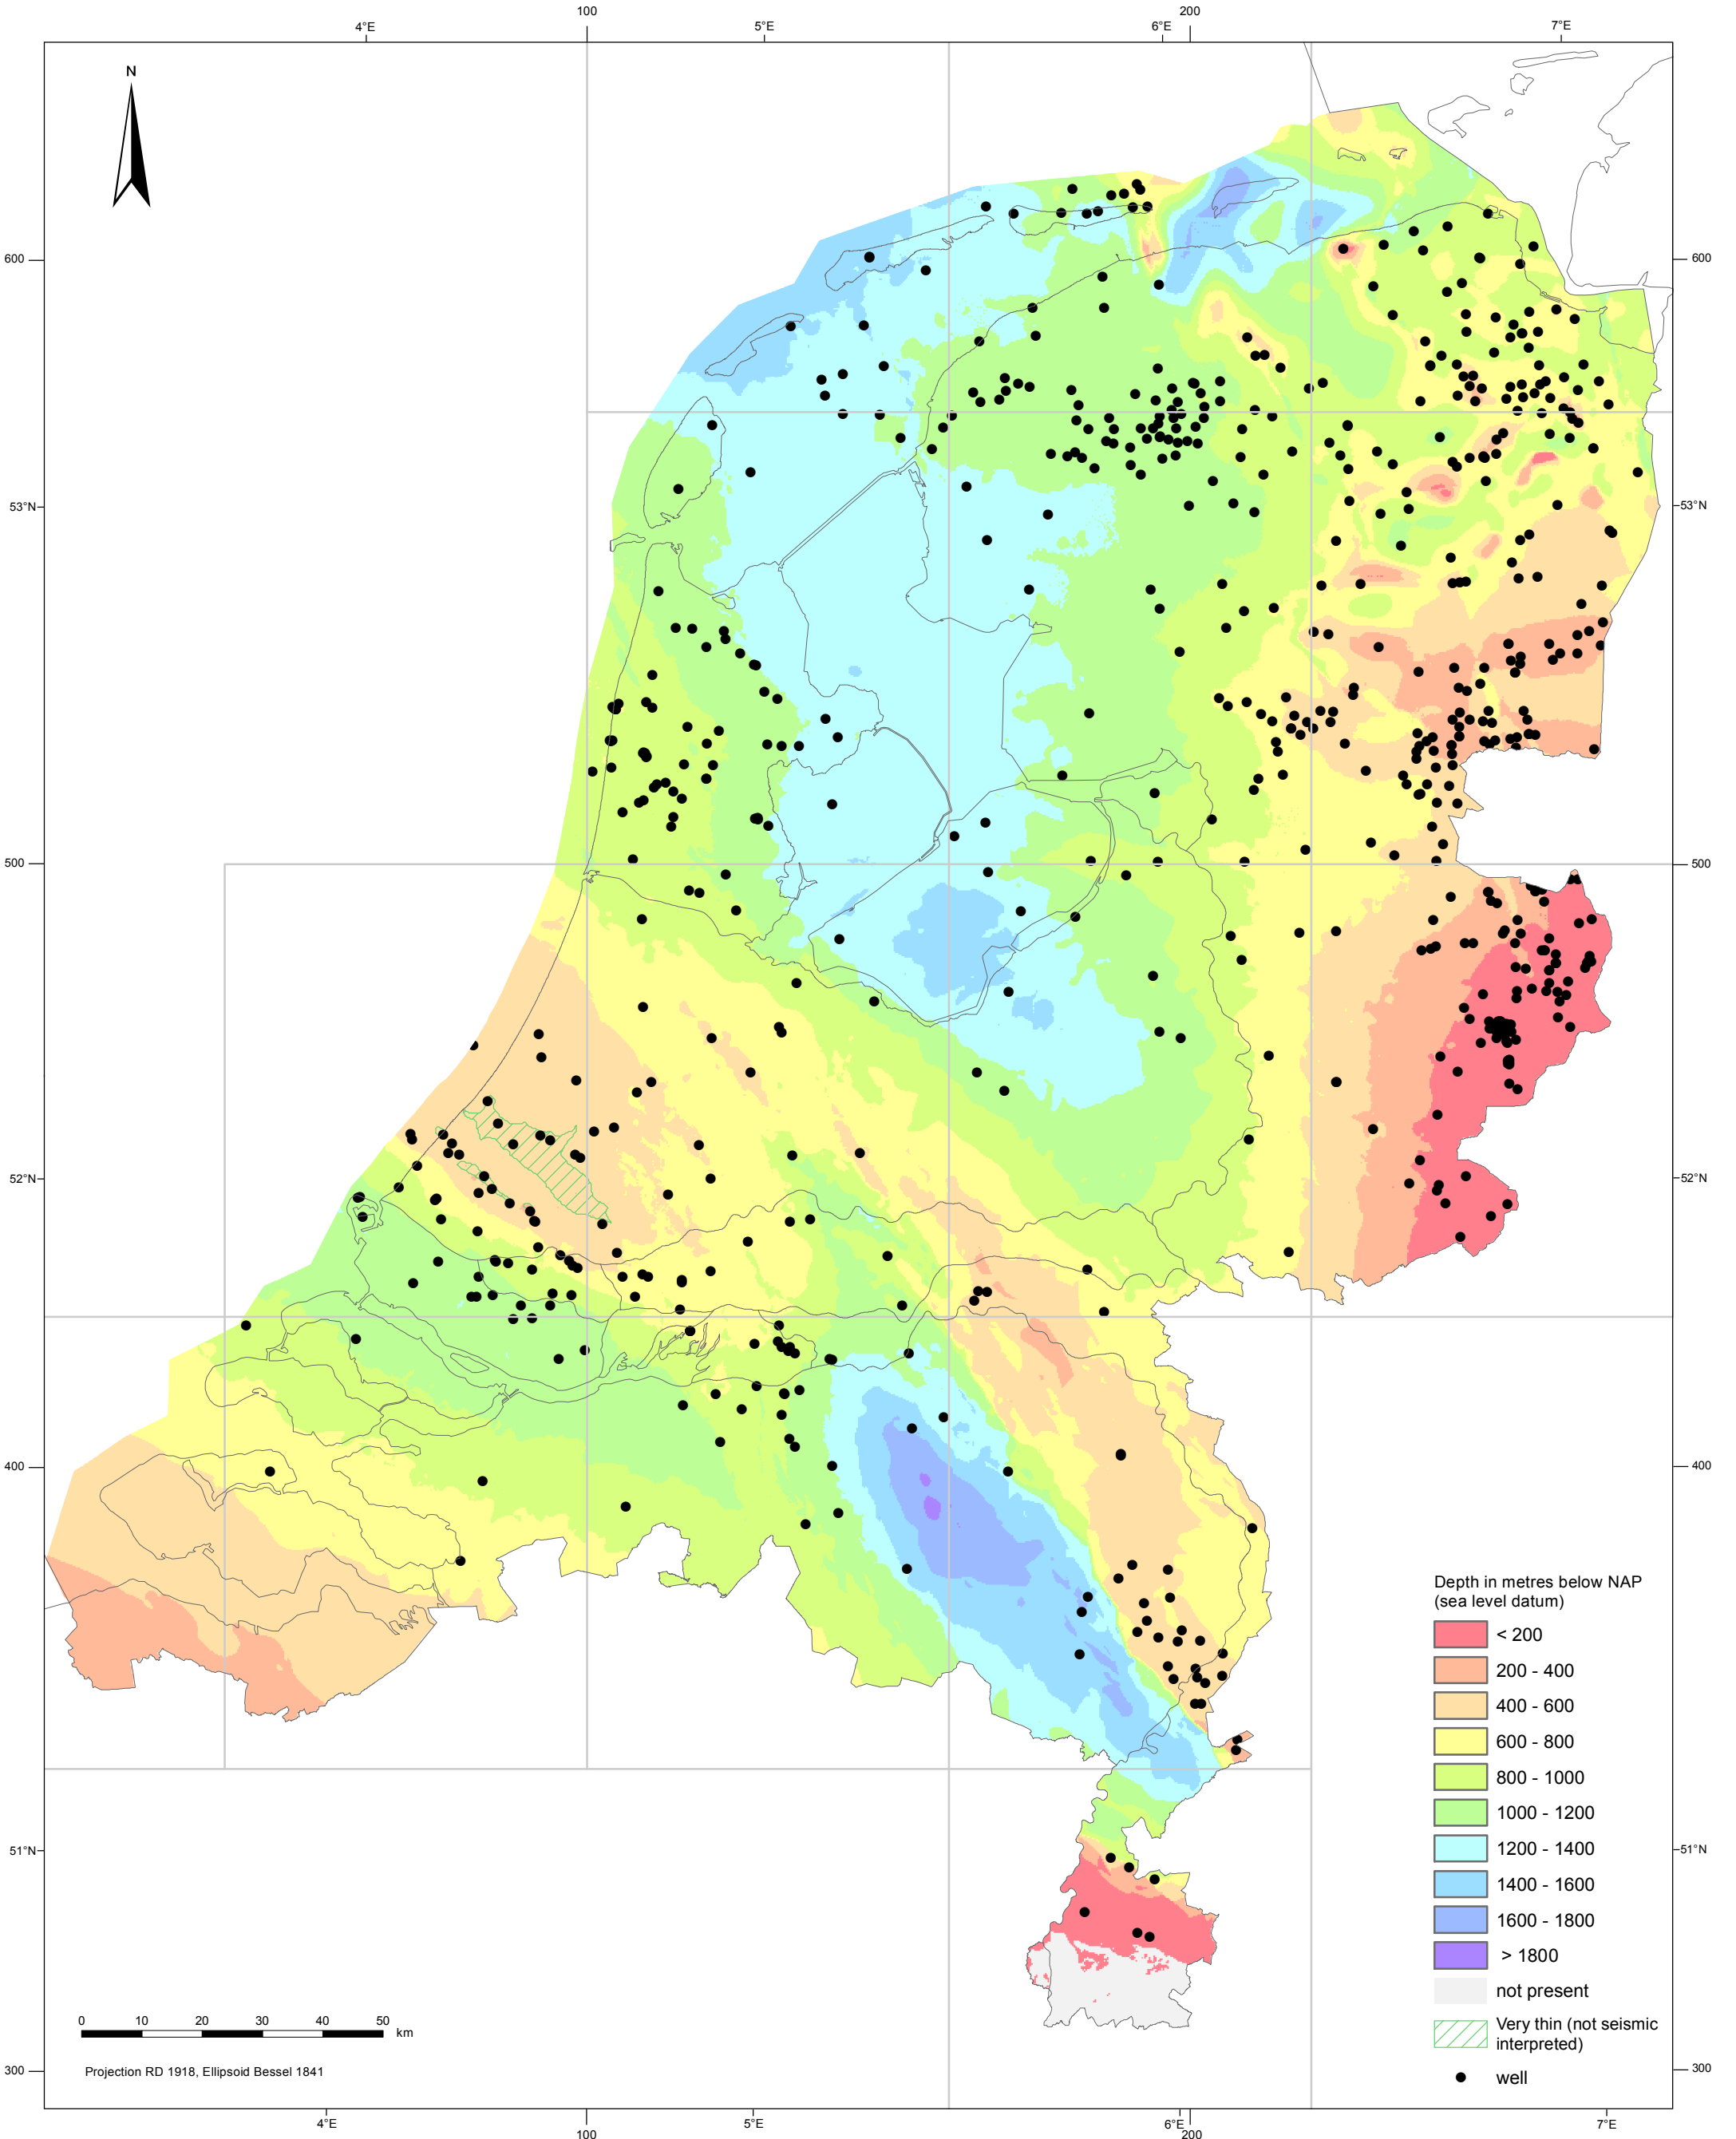 100
200
4°E
5°E
6°E
7°E
N
600
600
53°N
53°N
500
500
52°N
52°N
400
400
Depth in metres below NAP
(sea level datum)
< 200
200 - 400
400 - 600
600 - 800
800 - 1000
1000 - 1200
1200 - 1400
1400 - 1600
1600 - 1800
> 1800
not present
Very thin (not seismic
interpreted)
well
51°N
51°N
0 10 20 30 40 50
km
Projection RD 1918, Ellipsoid Bessel 1841
300
300
4°E
5°E
6°E
7°E
100
200